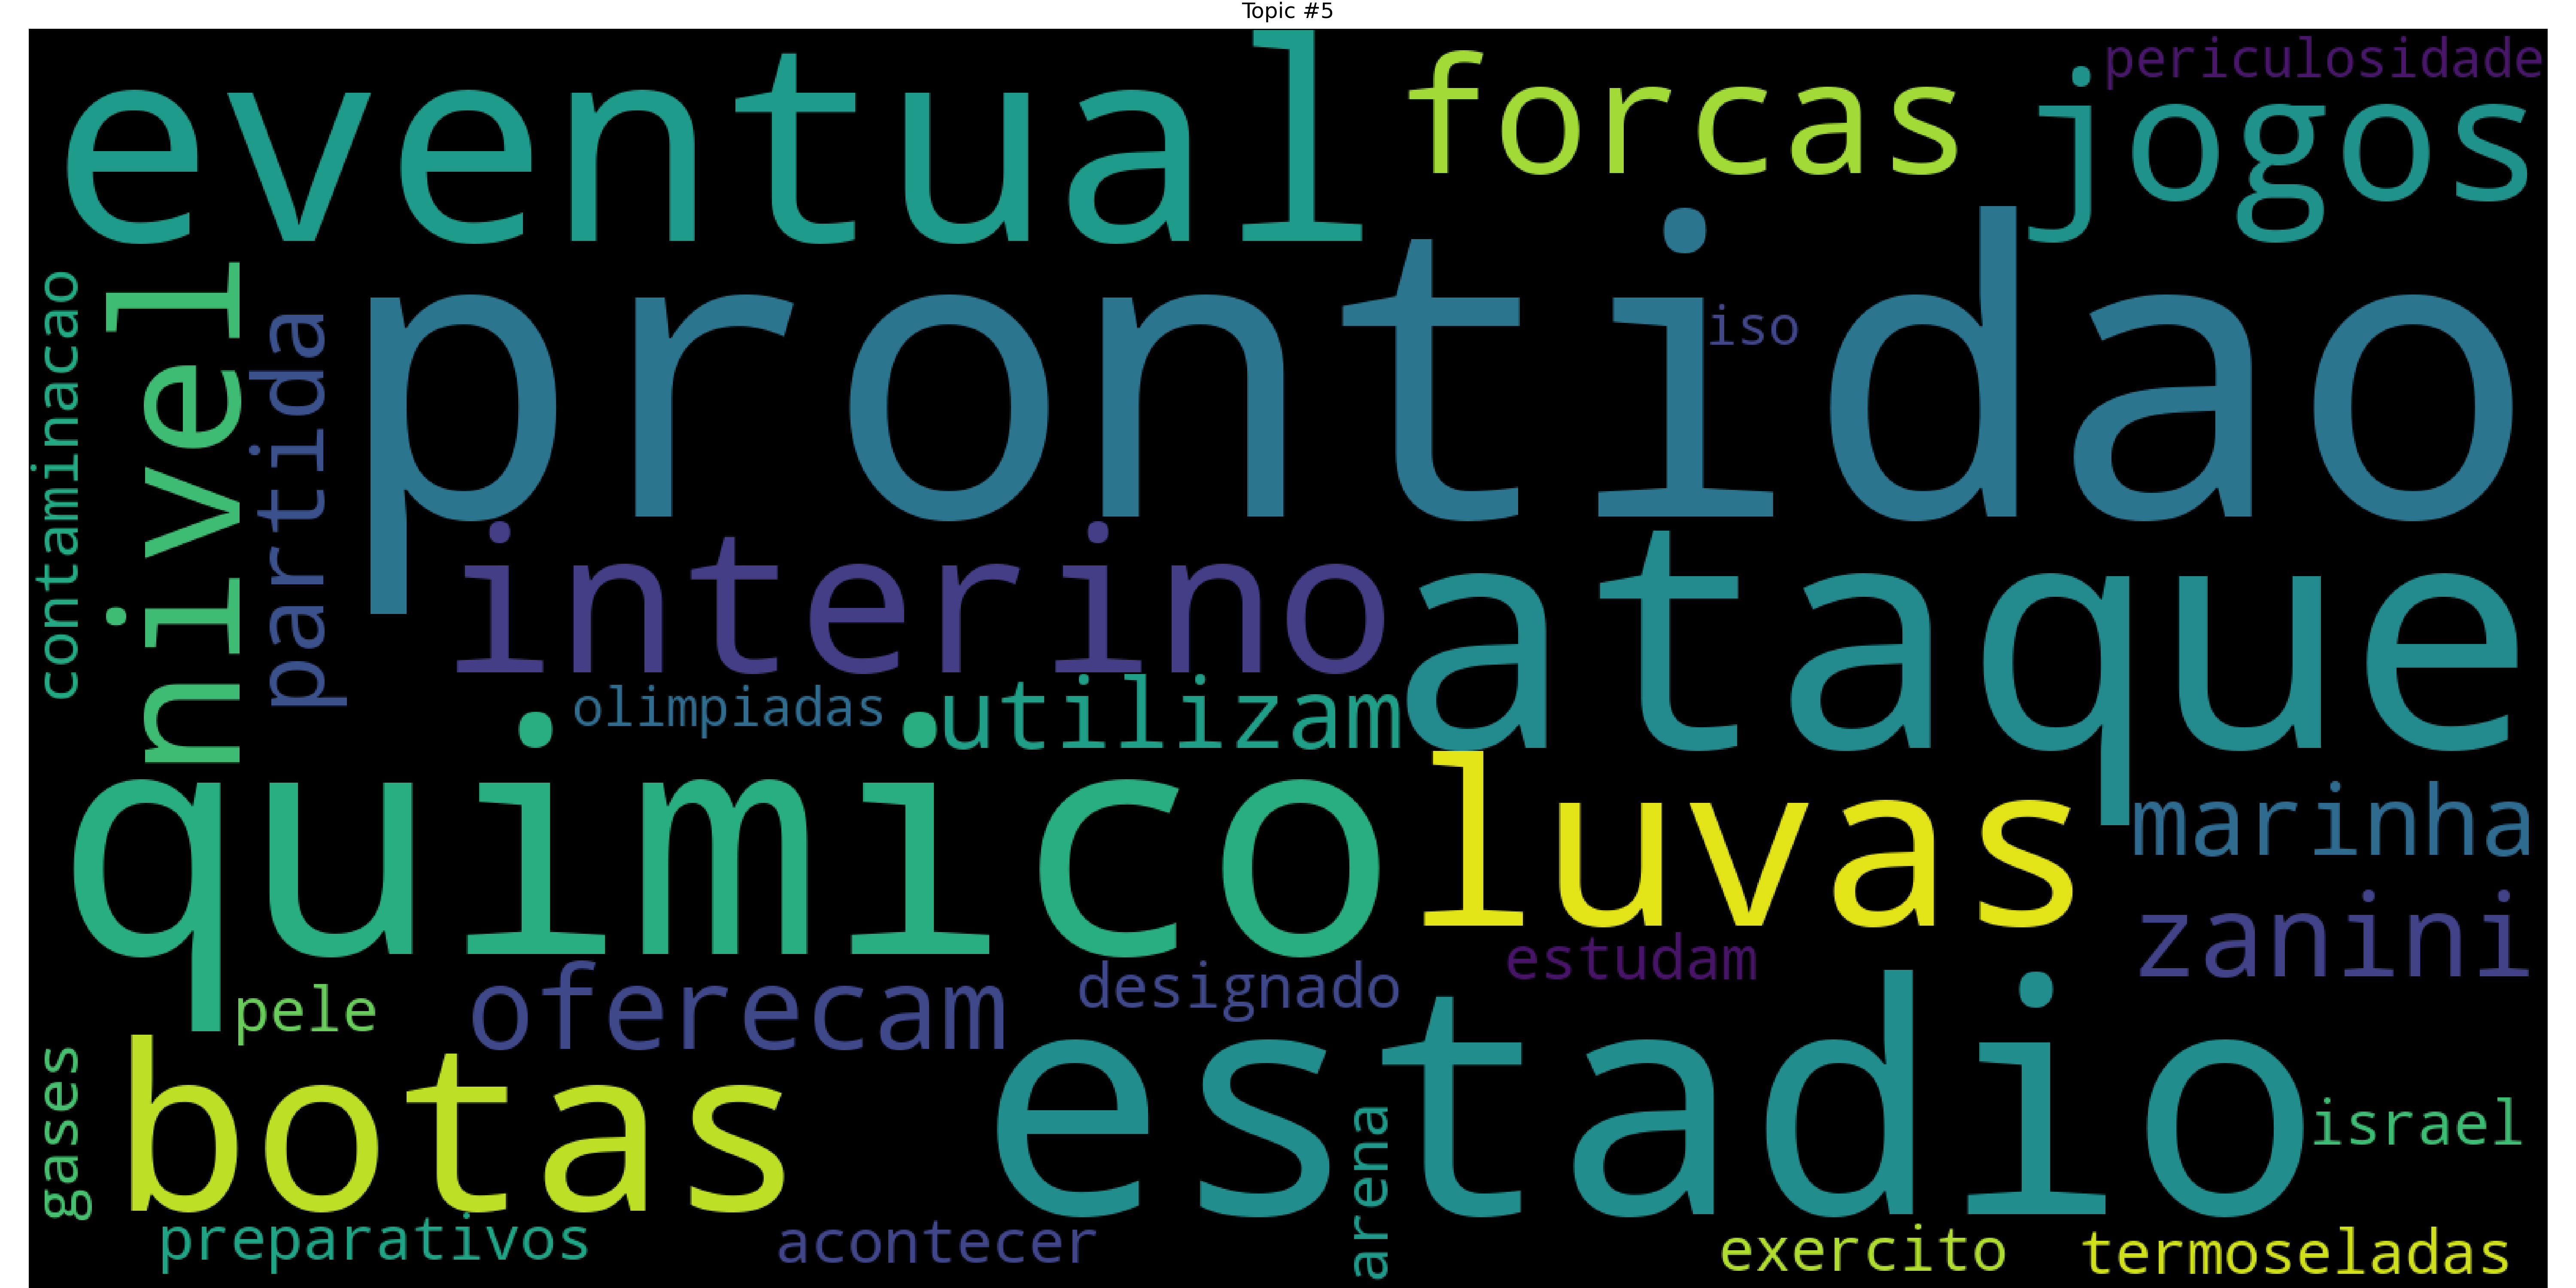 Topic #5
eventual
forcas
periculosidade
jogos
contaminacao
nivel
partida
prontidao
iso
interino
ataque
olimpiadas
utilizam
quimico
luvas
marinha
zanini
estudam
designado
oferecam
pele
gases
botas
estadio
arena
israel
preparativos
acontecer
exercito
termoseladas